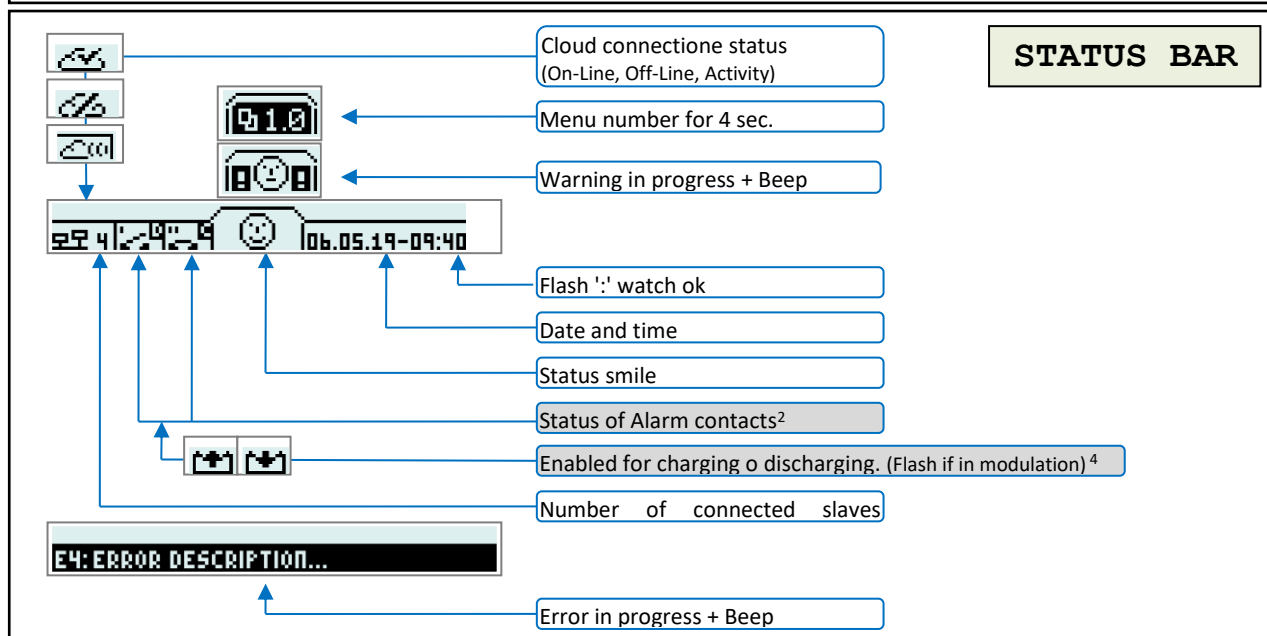 STATUS BAR
Cloud connectione status
(On-Line, Off-Line, Activity)
1.0
Menu number for 4 sec.
Warning in progress + Beep
4
06.05.19-09:40
Flash ':' watch ok
Date and time
Status smile
Status of Alarm contacts²
Enabled for charging o discharging. (Flash if in modulation) ⁴
Number of connected slaves
E4: ERROR DESCRIPTION...
Error in progress + Beep